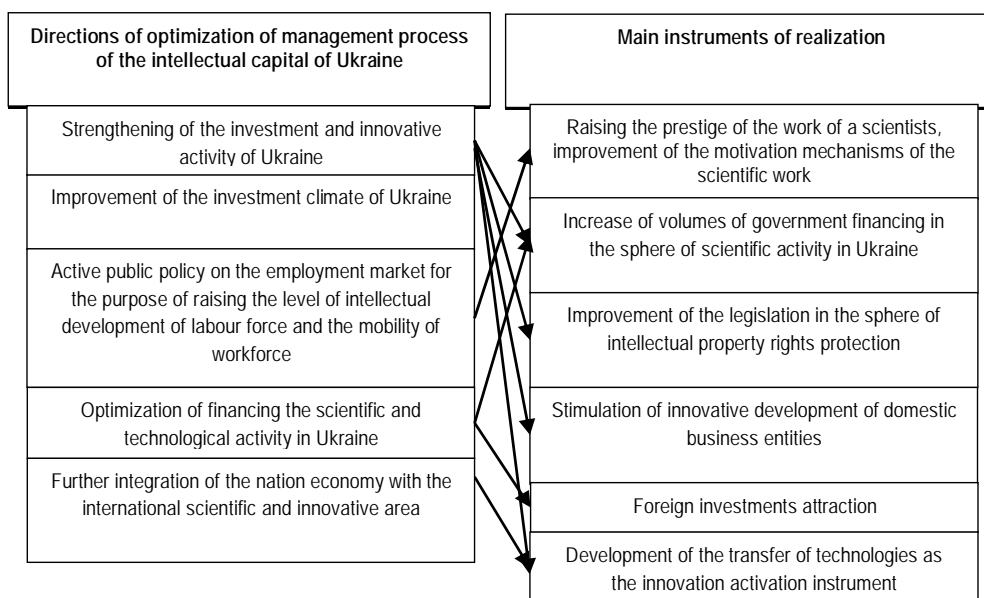 Directions of optimization of management process
of the intellectual capital of Ukraine
Strengthening of the investment and innovative
activity of Ukraine
Improvement of the investment climate of Ukraine
Active public policy on the employment market for
the purpose of raising the level of intellectual
development of labour force and the mobility of
workforce
Optimization of financing the scientific and
technological activity in Ukraine
Further integration of the nation economy with the
international scientific and innovative area
Main instruments of realization
Raising the prestige of the work of a scientists,
improvement of the motivation mechanisms of the
scientific work
Increase of volumes of government financing in
the sphere of scientific activity in Ukraine
Improvement of the legislation in the sphere of
intellectual property rights protection
Stimulation of innovative development of domestic
business entities
Foreign investments attraction
Development of the transfer of technologies as
the innovation activation instrument